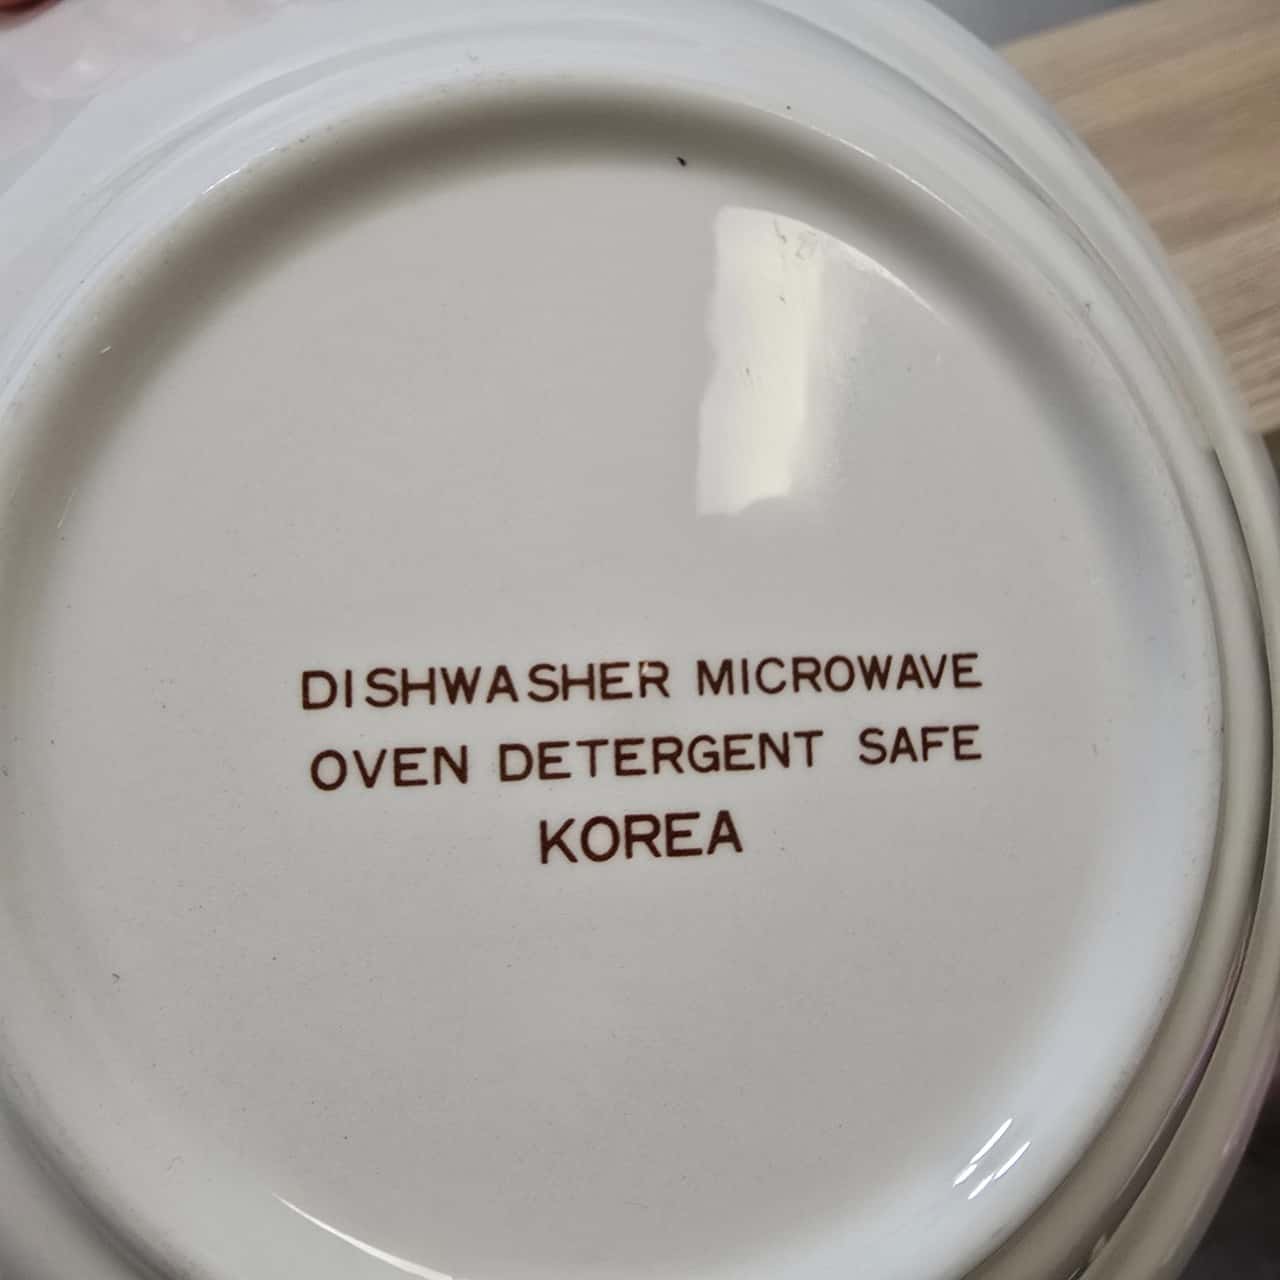 DISHWASHER MICROWAVE
OVEN DETERGENT SAFE
KOREA